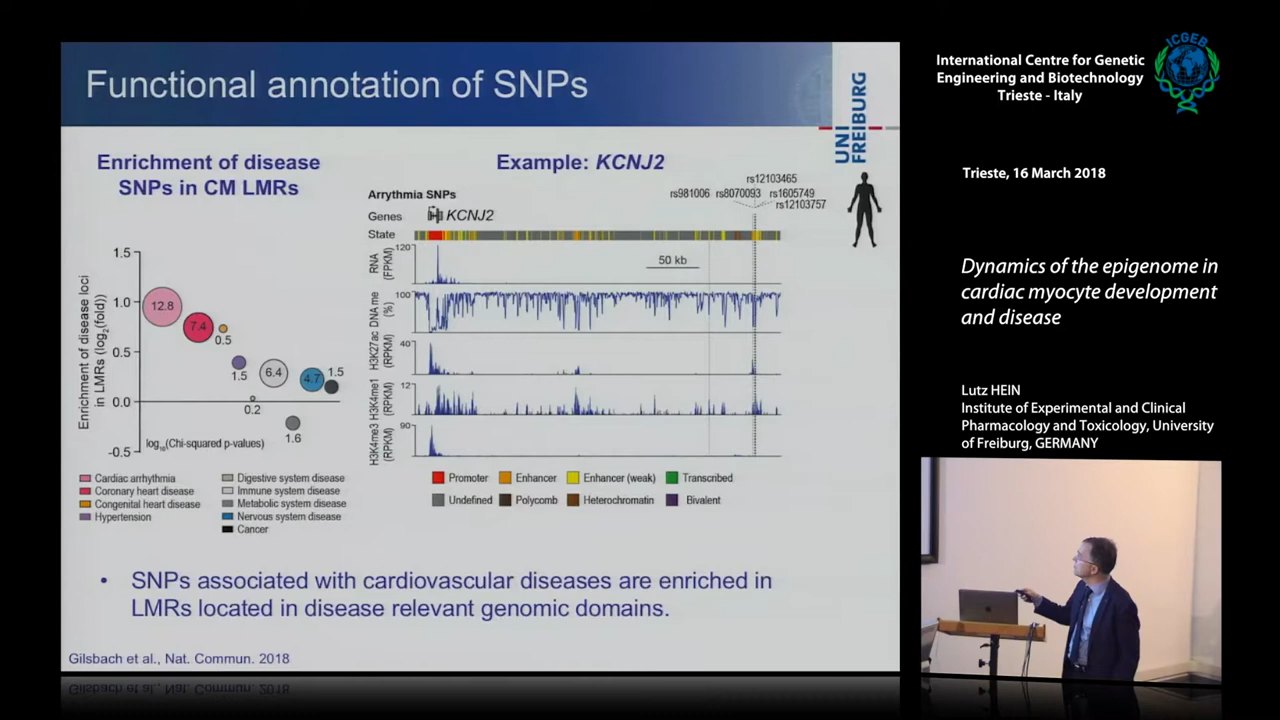 Functional annotation of SNPs
UNI
FREIBURG
Enrichment of disease
SNPs in CM LMRs
Enrichment of disease loci
in LMRs (log2(fold))
1.5
1.0
0.5
0.0
-0.5
12.8
7.4
0.5
1.5
6.4
0.2
4.7
1.5
1.6
log10(Chi-squared p-values)
Cardiac arrhythmia
Coronary heart disease
Congenital heart disease
Hypertension
Digestive system disease
Immune system disease
Metabolic system disease
Nervous system disease
Cancer
Example: KCNJ2
rs12103465
Arrythmia SNPs
rs981006 rs8070093 rs1605749
rs12103757
Genes
KCNJ2
State
120
RNA
(FPKM)
50 kb
100
DNA me
(%)
40
H3K27ac
(RPKM)
12
H3K4me1
(RPKM)
90
H3K4me3
(RPKM)
Promoter
Enhancer
Enhancer (weak)
Transcribed
Undefined
Polycomb
Heterochromatin
Bivalent
• SNPs associated with cardiovascular diseases are enriched in
LMRs located in disease relevant genomic domains.
Gilsbach et al., Nat. Commun. 2018
International Centre for Genetic
Engineering and Biotechnology
Trieste - Italy
ICGEB
Trieste, 16 March 2018
Dynamics of the epigenome in
cardiac myocyte development
and disease
Lutz HEIN
Institute of Experimental and Clinical
Pharmacology and Toxicology, University
of Freiburg, GERMANY